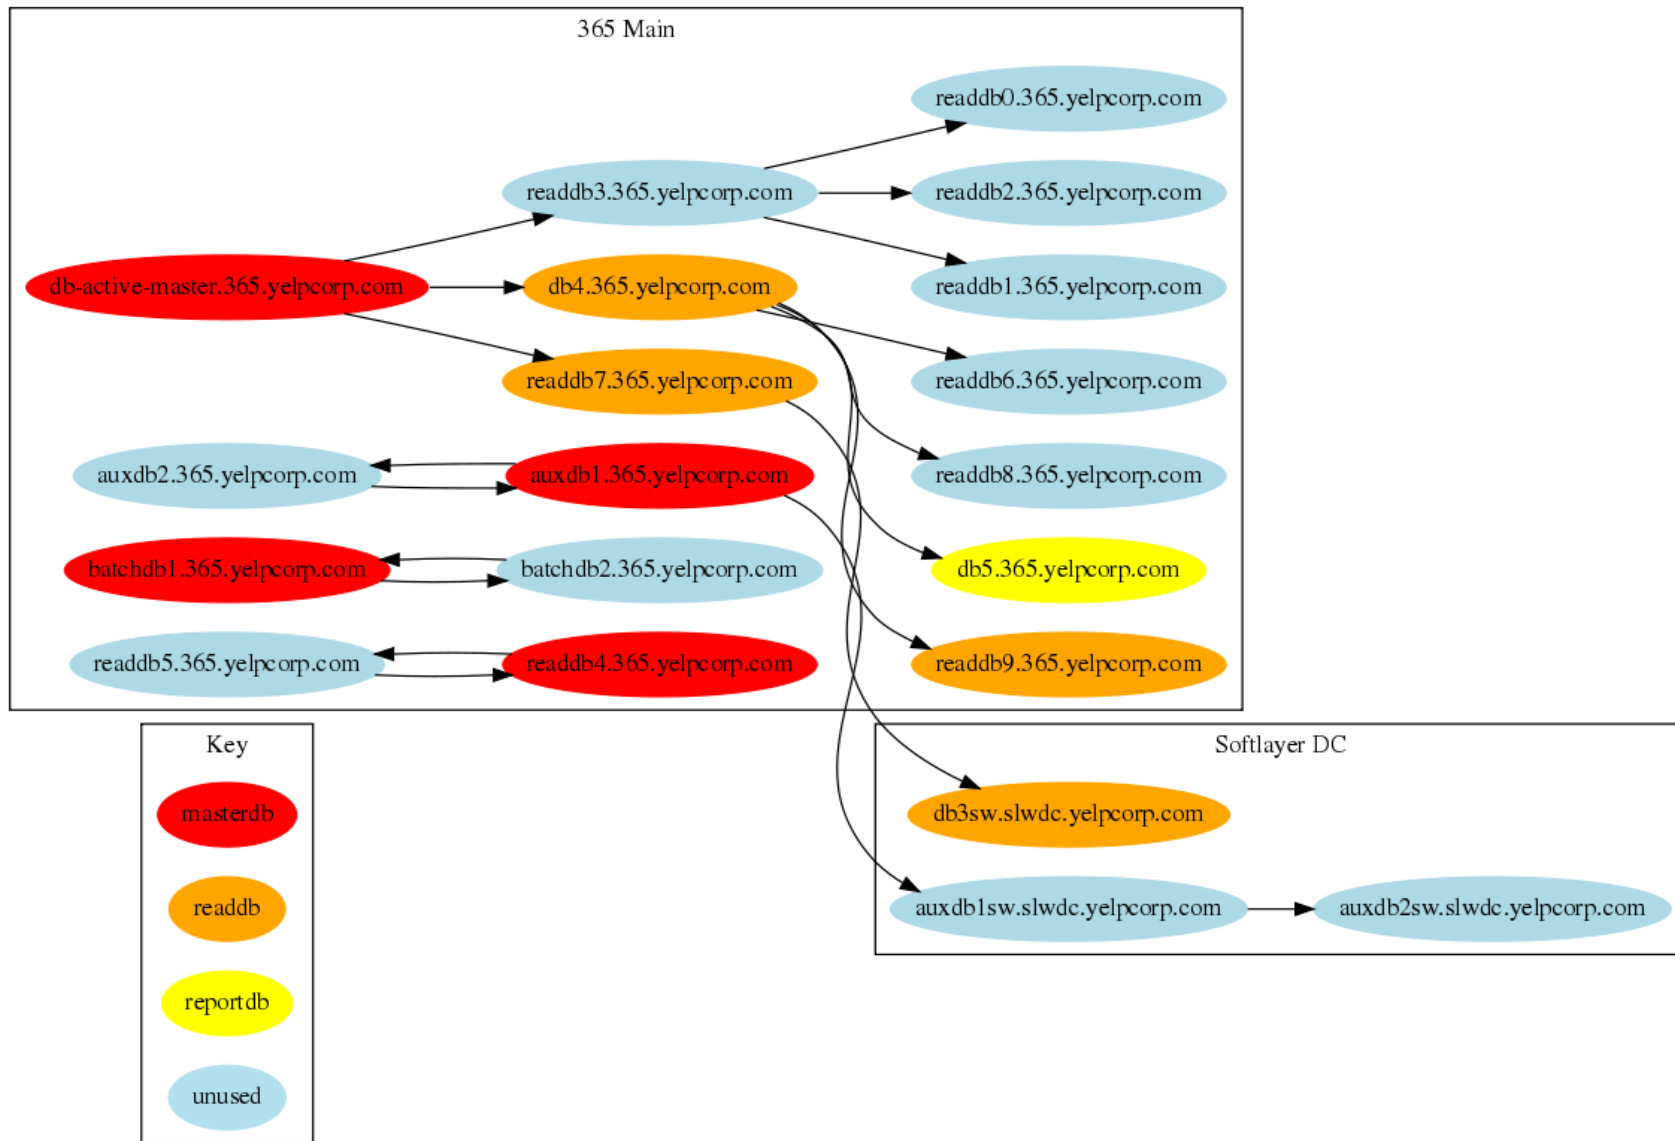 365 Main
readdb0.365.yelpcorp.com
readdb3.365.yelpcorp.com
readdb2.365.yelpcorp.com
db-active-master.365.yelpcorp.com
db4.365.yelpcorp.com
readdb1.365.yelpcorp.com
readdb7.365.yelpcorp.com
readdb6.365.yelpcorp.com
auxdb2.365.yelpcorp.com
auxdb1.365.yelpcorp.com
readdb8.365.yelpcorp.com
batchdb1.365.yelpcorp.com
batchdb2.365.yelpcorp.com
db5.365.yelpcorp.com
readdb5.365.yelpcorp.com
readdb4.365.yelpcorp.com
readdb9.365.yelpcorp.com
Key
masterdb
readdb
reportdb
unused
Softlayer DC
db3sw.slwdc.yelpcorp.com
auxdb1sw.slwdc.yelpcorp.com
auxdb2sw.slwdc.yelpcorp.com